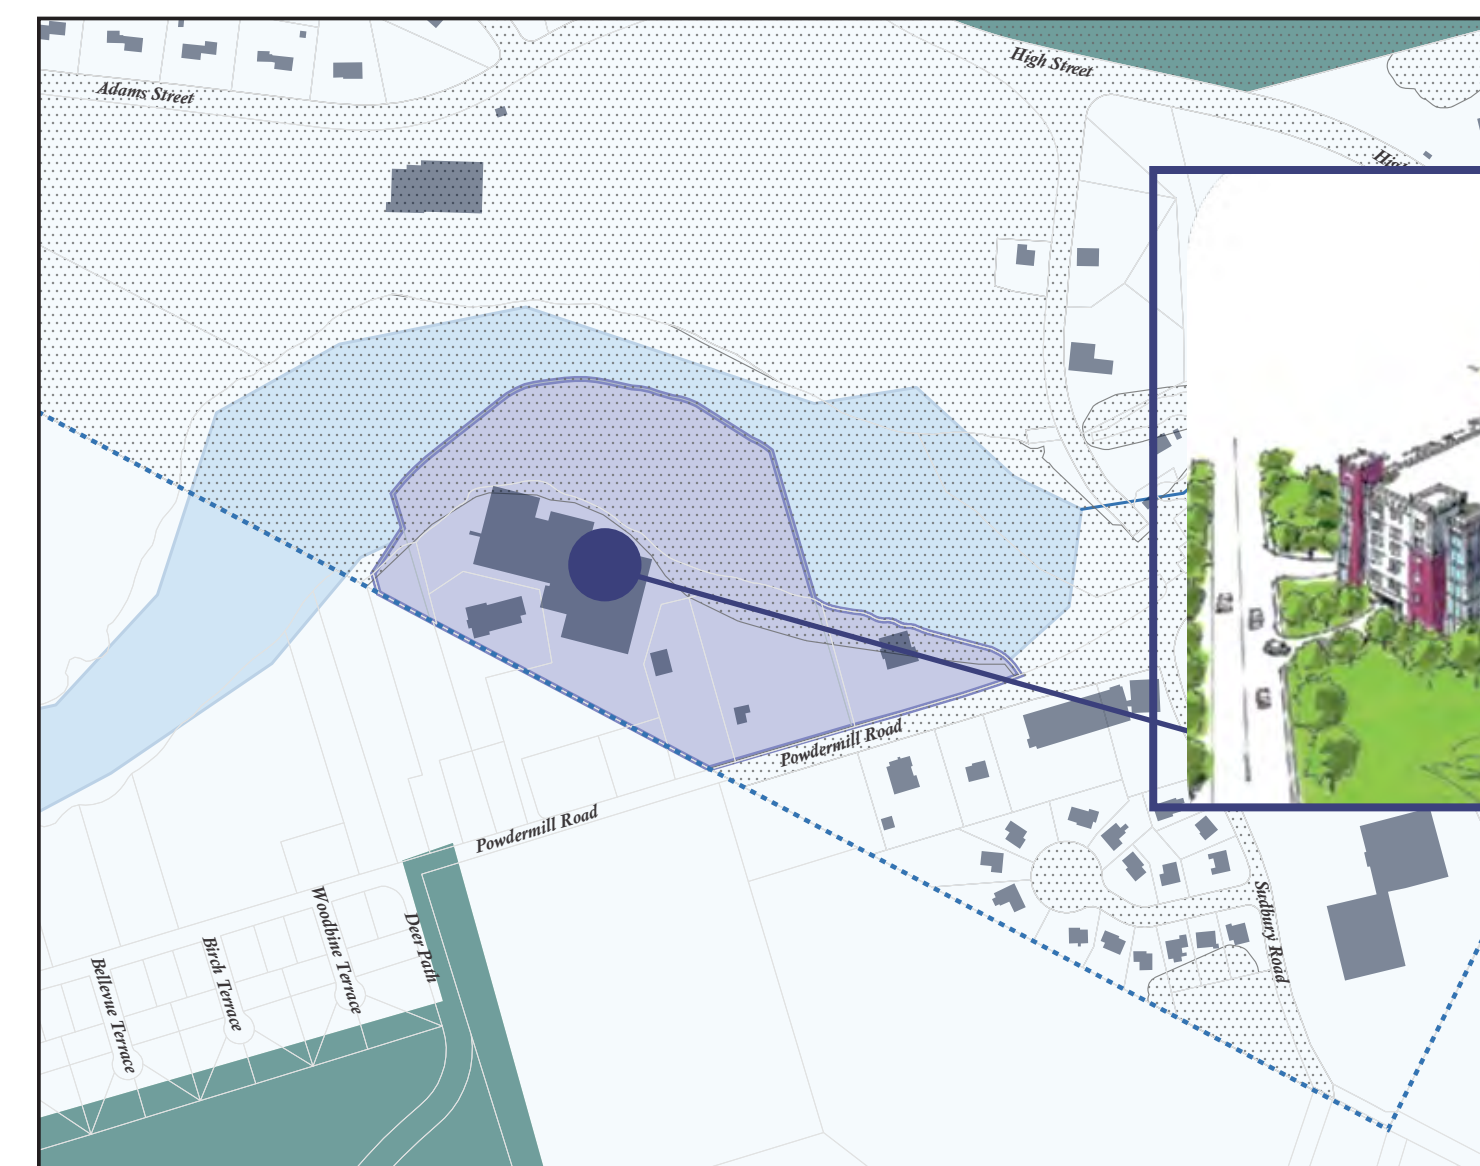 High Street
Adams Street
Powdermill Road
Powdermill Road
Woodbine Terrace
Deer Path
Birch Terrace
Bellevue Terrace
Sudbury Road